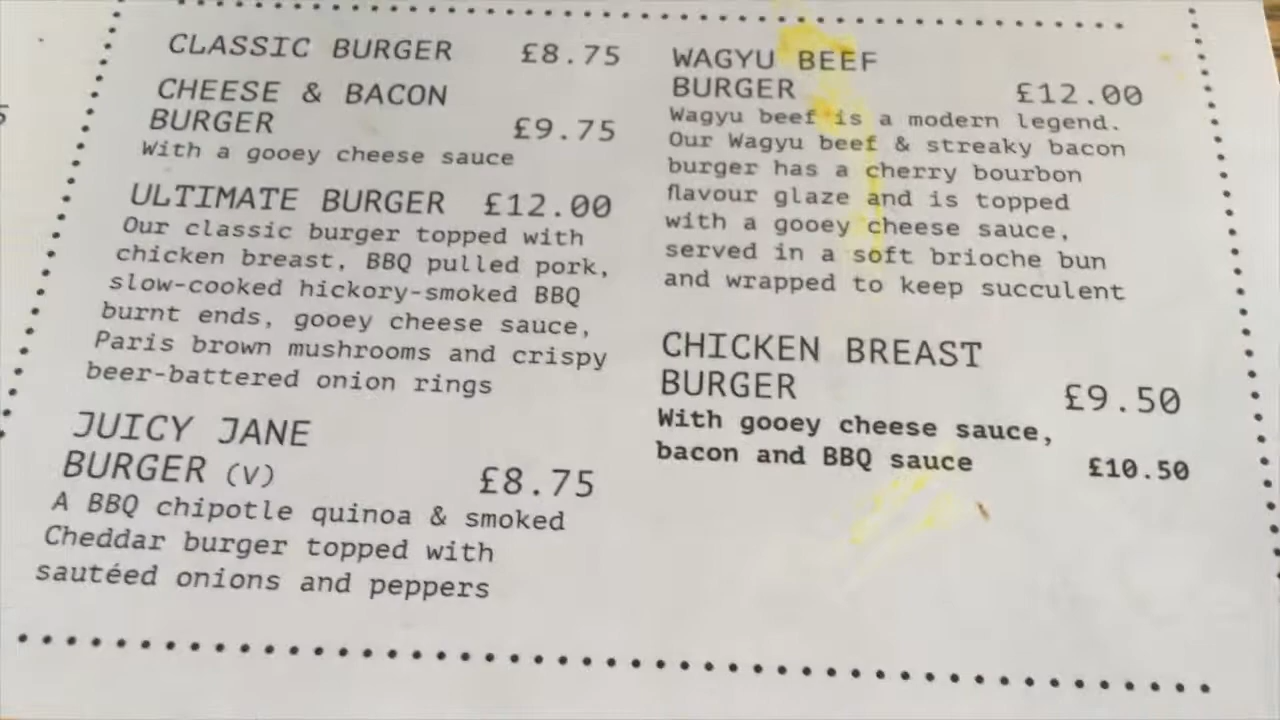 CLASSIC BURGER £8.75
CHEESE & BACON
BURGER £9.75
With a gooey cheese sauce
ULTIMATE BURGER £12.00
Our classic burger topped with
chicken breast, BBQ pulled pork,
slow-cooked hickory-smoked BBQ
burnt ends, gooey cheese sauce,
Paris brown mushrooms and crispy
beer-battered onion rings
JUICY JANE
BURGER (V) £8.75
A BBQ chipotle quinoa & smoked
Cheddar burger topped with
sautéed onions and peppers
WAGYU BEEF
BURGER £12.00
Wagyu beef is a modern legend.
Our Wagyu beef & streaky bacon
burger has a cherry bourbon
flavour glaze and is topped
with a gooey cheese sauce,
served in a soft brioche bun
and wrapped to keep succulent
CHICKEN BREAST
BURGER £9.50
With gooey cheese sauce,
bacon and BBQ sauce £10.50